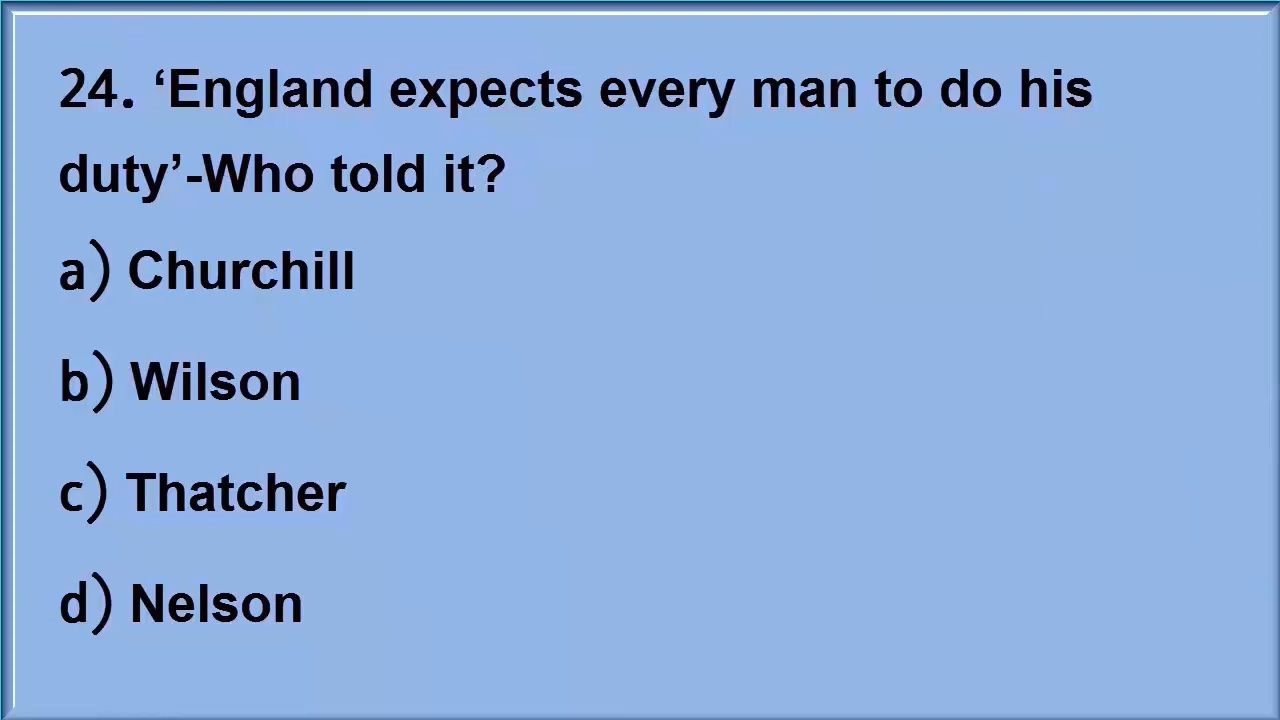 24. ‘England expects every man to do his
duty’-Who told it?
a) Churchill
b) Wilson
c) Thatcher
d) Nelson